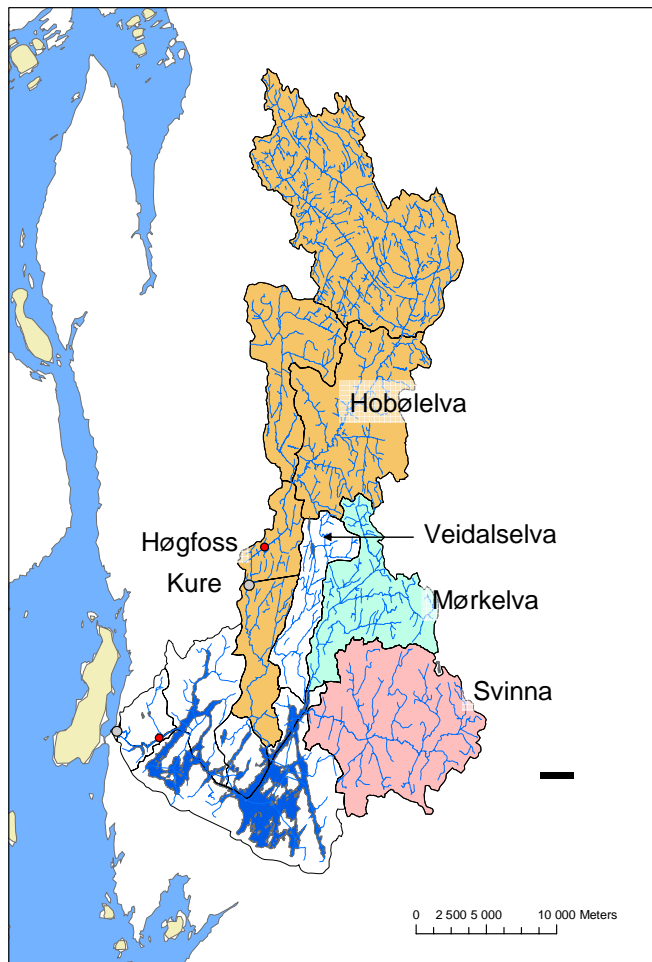 Hobølelva
Høgfoss
Veidalselva
Kure
Mørkelva
Svinna
0 2 500 5 000 10 000 Meters